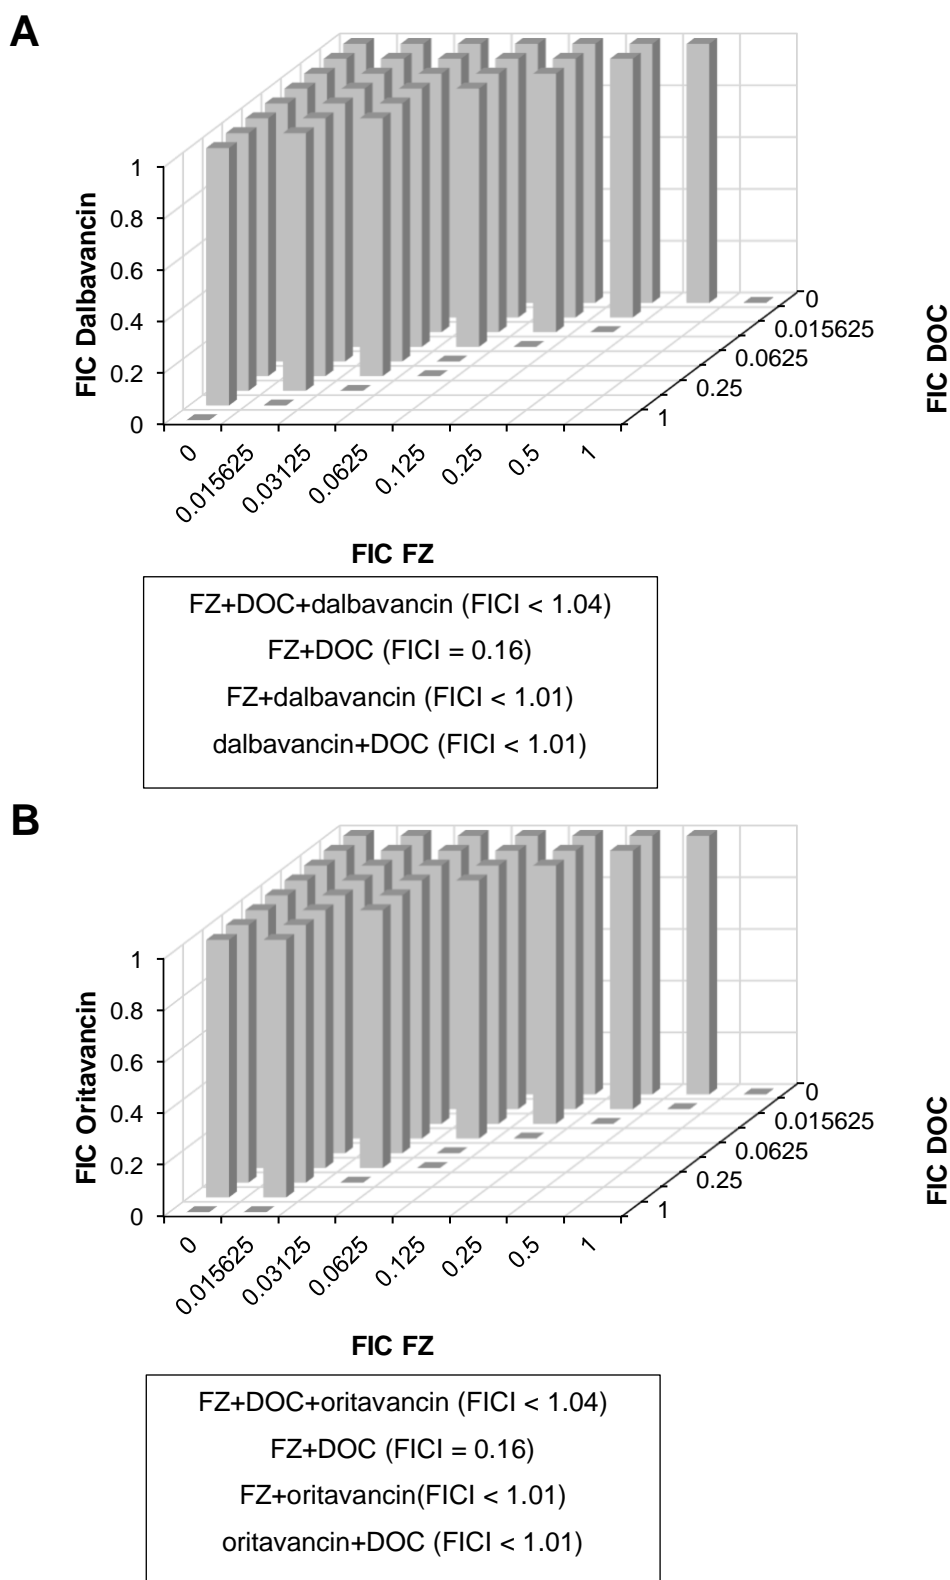 A
1
0.8
0.6
0.4
0.2
0
FIC Dalbavancin
0
0.015625
0.03125
0.0625
0.125
0.25
0.5
1
FIC FZ
0
0.015625
0.0625
0.25
1
FIC DOC
FZ+DOC+dalbavancin (FICI < 1.04)
FZ+DOC (FICI = 0.16)
FZ+dalbavancin (FICI < 1.01)
dalbavancin+DOC (FICI < 1.01)
B
1
0.8
0.6
0.4
0.2
0
FIC Oritavancin
0
0.015625
0.03125
0.0625
0.125
0.25
0.5
1
FIC FZ
0
0.015625
0.0625
0.25
1
FIC DOC
FZ+DOC+oritavancin (FICI < 1.04)
FZ+DOC (FICI = 0.16)
FZ+oritavancin(FICI < 1.01)
oritavancin+DOC (FICI < 1.01)